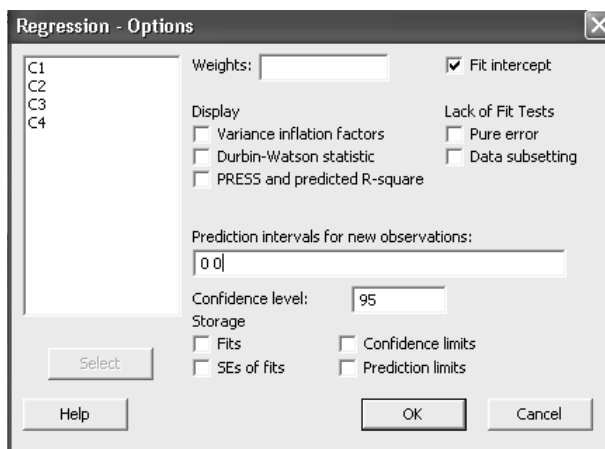 Regression - Options
C1
C2
C3
C4
Weights:
Fit intercept
Display
Lack of Fit Tests
Variance inflation factors
Pure error
Durbin-Watson statistic
Data subsetting
PRESS and predicted R-square
Prediction intervals for new observations:
0 0
Confidence level: 95
Storage
Fits
Confidence limits
Select
SEs of fits
Prediction limits
Help
OK
Cancel